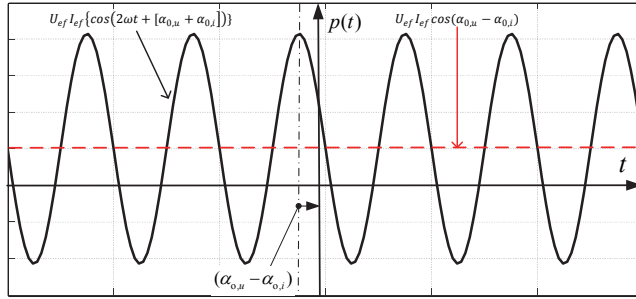 U_{ef} I_{ef}{cos(2ωt + [α_{0,u} + α_{0,i}])}
p(t)
U_{ef} I_{ef} cos(α_{0,u} − α_{0,i})
t
(α_{o,u} − α_{o,i})